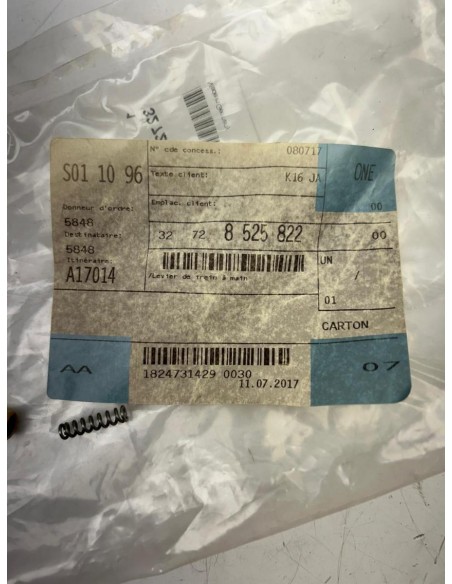 S01 10 96
N° cde concess.: 080717
Texte client: K16 JA
ONE
Emplac. client: 00
Donneur d'ordre:
5848
Destinataire:
5848
Itinéraire:
A17014
32 72 8 525 822 00
/Levier de frein à main
UN
/
01
CARTON
AA
1824731429 0030
11.07.2017
07